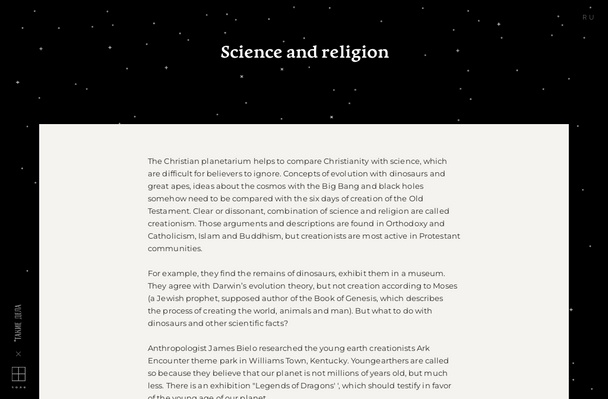 RU
Science and religion
The Christian planetarium helps to compare Christianity with science, which
are difficult for believers to ignore. Concepts of evolution with dinosaurs and
great apes, ideas about the cosmos with the Big Bang and black holes
somehow need to be compared with the six days of creation of the Old
Testament. Clear or dissonant, combination of science and religion are called
creationism. Those arguments and descriptions are found in Orthodoxy and
Catholicism, Islam and Buddhism, but creationists are most active in Protestant
communities.
For example, they find the remains of dinosaurs, exhibit them in a museum.
They agree with Darwin's evolution theory, but not creation according to Moses
(a Jewish prophet, supposed author of the Book of Genesis, which describes
the process of creating the world, animals and man). But what to do with
dinosaurs and other scientific facts?
Anthropologist James Bielo researched the young earth creationists Ark
Encounter theme park in Williams Town, Kentucky. Youngearthers are called
so because they believe that our planet is not millions of years old, but much
less. There is an exhibition "Legends of Dragons' ', which should testify in favor
of the young age of our planet.
ТАКИЕ ДЕЛА
×